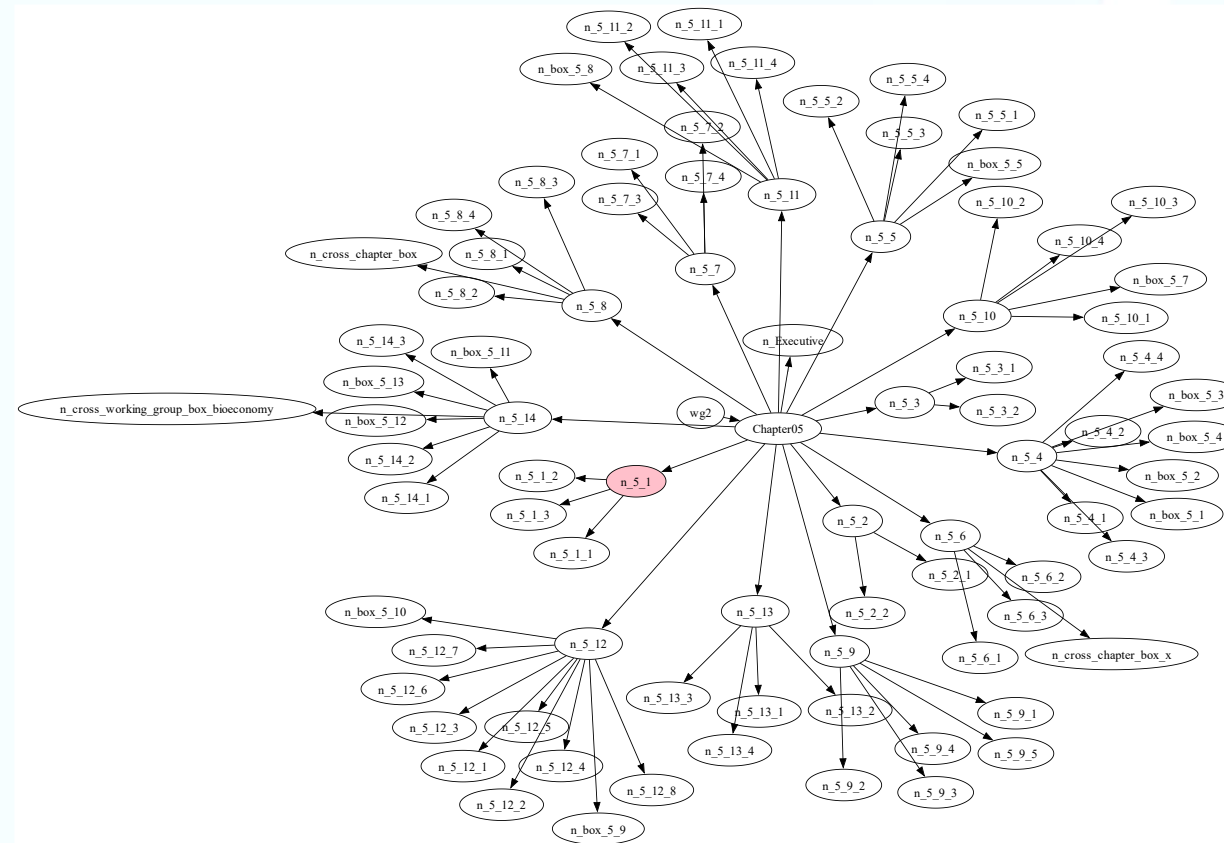 n_5_11_2
n_5_11_1
n_box_5_8
n_5_11_3
n_5_11_4
n_5_5_4
n_5_5_2
n_5_5_1
n_5_7_2
n_5_5_3
n_5_7_1
n_box_5_5
n_5_8_3
n_5_7_4
n_5_7_3
n_5_11
n_5_10_2
n_5_10_3
n_5_8_4
n_5_5
n_5_10_4
n_cross_chapter_box
n_5_8_1
n_5_7
n_box_5_7
n_5_8_2
n_5_8
n_5_10
n_5_10_1
n_5_14_3
n_box_5_11
n_Executive
n_5_4_4
n_5_3_1
n_box_5_13
n_box_5_3
n_cross_working_group_box_bioeconomy
n_box_5_12
n_5_14
wg2
n_5_3
n_5_3_2
Chapter05
n_5_4_2
n_box_5_4
n_5_14_2
n_5_4
n_5_1_2
n_5_1
n_box_5_2
n_5_14_1
n_5_1_3
n_5_2
n_5_4_1
n_box_5_1
n_5_6
n_5_1_1
n_5_4_3
n_5_2_1
n_5_6_2
n_box_5_10
n_5_13
n_5_2_2
n_5_6_3
n_5_12_7
n_5_12
n_5_9
n_5_6_1
n_cross_chapter_box_x
n_5_12_6
n_5_13_3
n_5_13_1
n_5_13_2
n_5_9_1
n_5_12_3
n_5_12_5
n_5_13_4
n_5_9_4
n_5_9_5
n_5_12_1
n_5_12_4
n_5_12_8
n_5_9_2
n_5_9_3
n_5_12_2
n_box_5_9